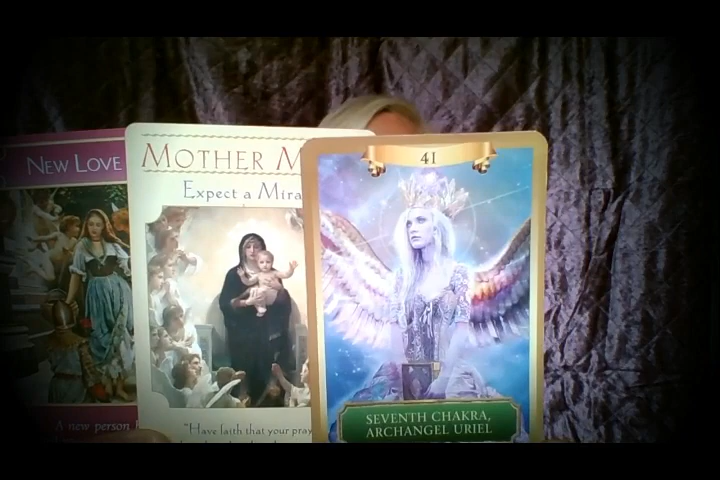 NEW LOVE
A new person
MOTHER M
Expect a Mira
"Have faith that your pray
41
SEVENTH CHAKRA,
ARCHANGEL URIEL